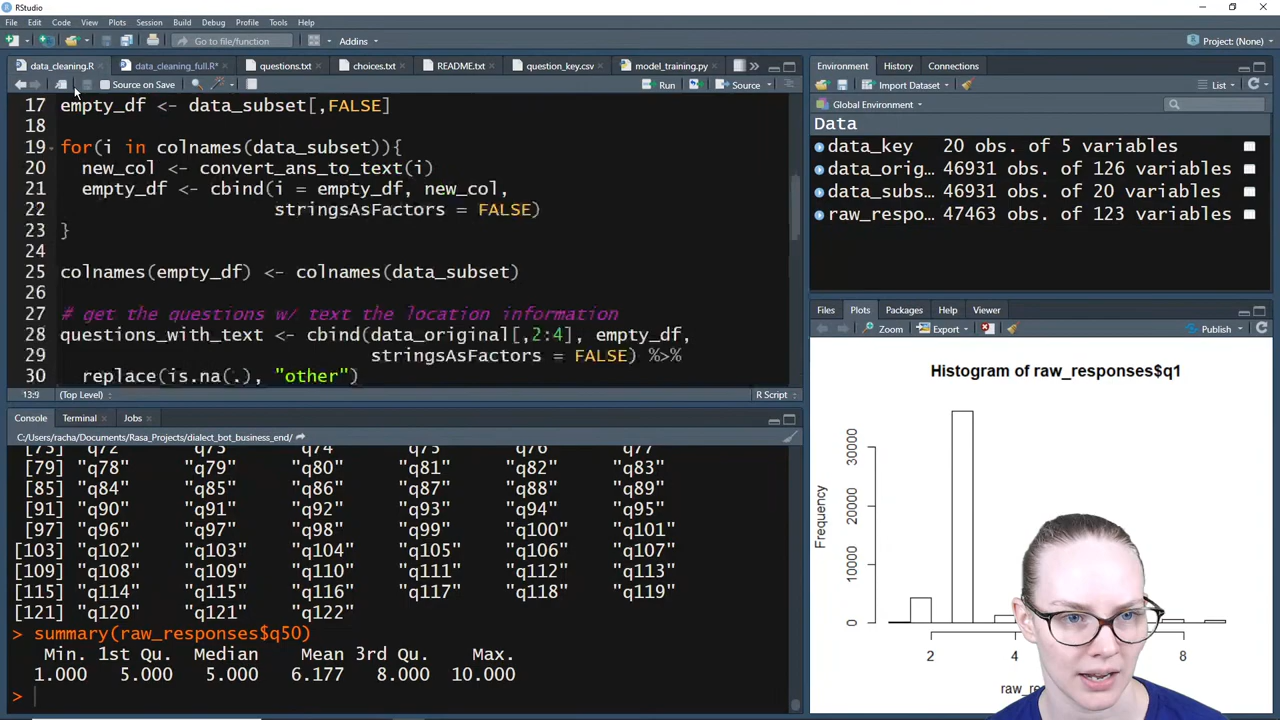 RStudio
File Edit Code View Plots Session Build Debug Profile Tools Help
Go to file/function Addins Project: (None)
data_cleaning.R data_cleaning_full.R* questions.txt choices.txt README.txt question_key.csv model_training.py
Source on Save Run Source
17 empty_df <- data_subset[,FALSE]
18
19 for(i in colnames(data_subset)){
20 new_col <- convert_ans_to_text(i)
21 empty_df <- cbind(i = empty_df, new_col,
22 stringsAsFactors = FALSE)
23 }
24
25 colnames(empty_df) <- colnames(data_subset)
26
27 # get the questions w/ text the location information
28 questions_with_text <- cbind(data_original[,2:4], empty_df,
29 stringsAsFactors = FALSE) %>%
30 replace(is.na(.), "other")
13:9 (Top Level) R Script
Console Terminal Jobs
C:/Users/racha/Documents/Rasa_Projects/dialect_bot_business_end/
[73] "q72" "q73" "q74" "q75" "q76" "q77"
[79] "q78" "q79" "q80" "q81" "q82" "q83"
[85] "q84" "q85" "q86" "q87" "q88" "q89"
[91] "q90" "q91" "q92" "q93" "q94" "q95"
[97] "q96" "q97" "q98" "q99" "q100" "q101"
[103] "q102" "q103" "q104" "q105" "q106" "q107"
[109] "q108" "q109" "q110" "q111" "q112" "q113"
[115] "q114" "q115" "q116" "q117" "q118" "q119"
[121] "q120" "q121" "q122"
> summary(raw_responses$q50)
Min. 1st Qu. Median Mean 3rd Qu. Max.
1.000 5.000 5.000 6.177 8.000 10.000
>
Environment History Connections
Import Dataset List
Global Environment
Data
data_key 20 obs. of 5 variables
data_orig… 46931 obs. of 126 variables
data_subs… 46931 obs. of 20 variables
raw_respo… 47463 obs. of 123 variables
Files Plots Packages Help Viewer
Zoom Export Publish
Histogram of raw_responses$q1
Frequency
30000
20000
10000
0
2 4 8
raw_re